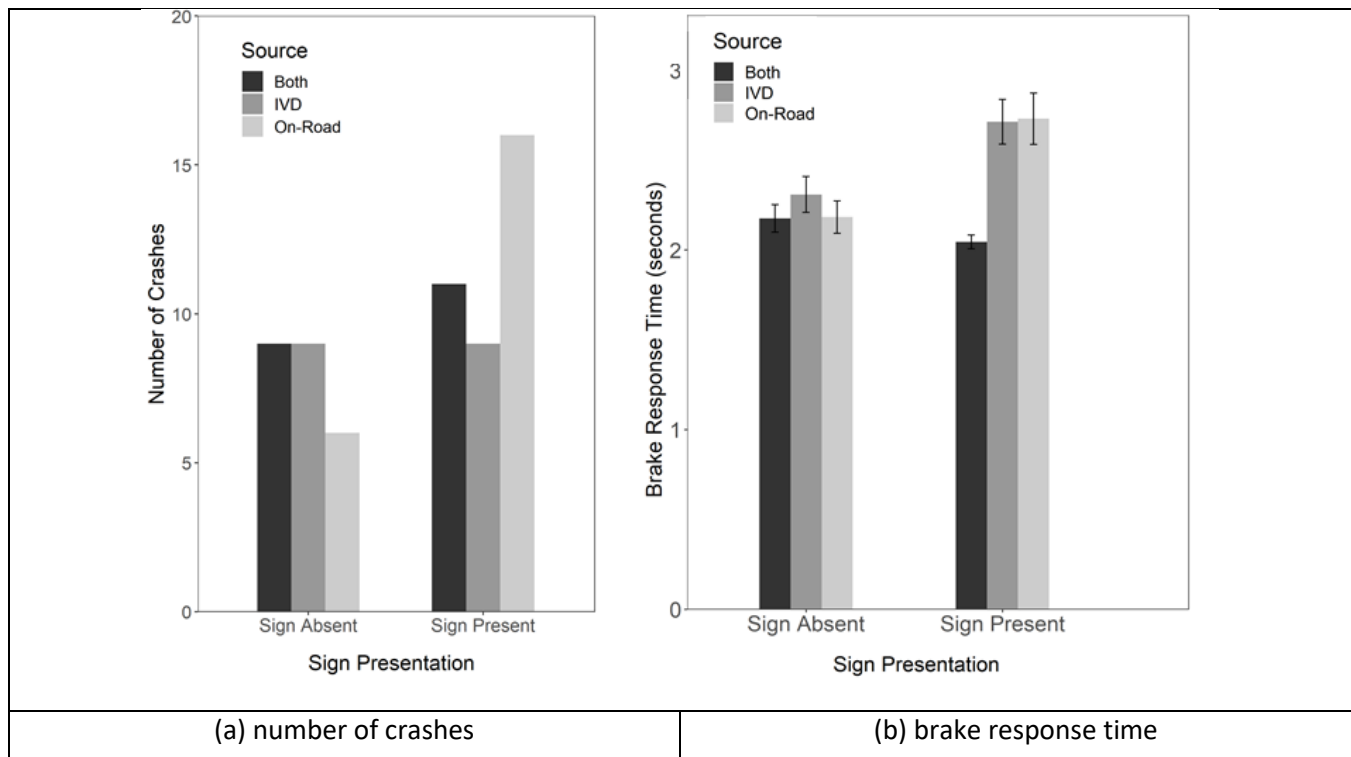 20
15
10
5
0
Number of Crashes
Source
Both
IVD
On-Road
Sign Absent
Sign Present
Sign Presentation
3
2
1
0
Brake Response Time (seconds)
Source
Both
IVD
On-Road
Sign Absent
Sign Present
Sign Presentation
(a) number of crashes
(b) brake response time